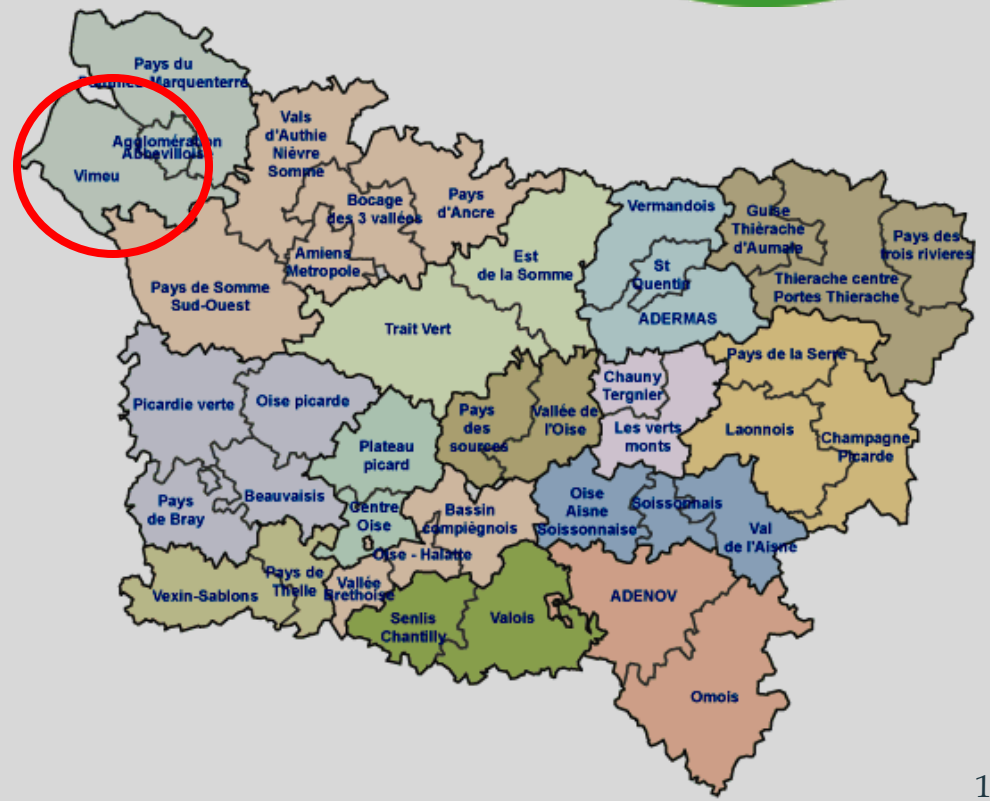 Pays du
Ponthieu-Marquenterre
Agglomération
Abbevilloise
Vimeu
Vals
d'Authie
Nièvre
Somme
Bocage
des 3 vallées
Pays
d'Ancre
Amiens
Metropole
Pays de Somme
Sud-Ouest
Est
de la Somme
Trait Vert
Vermandois
St
Quentin
ADERMAS
Guise
Thièrache
d'Aumale
Pays des
trois rivieres
Thierache centre
Portes Thierache
Pays de la Serre
Chauny
Tergnier
Les verts
monts
Laonnois
Champagne
Picarde
Picardie verte
Oise picarde
Pays
des
sources
Vallée de
l'Oise
Plateau
picard
Pays
de Bray
Beauvaisis
Centre
Oise
Bassin
compiègnois
Oise
Aisne
Soissonnaise
Soissonnais
Val
de l'Aisne
Oise - Halatte
Vexin-Sablons
Pays de
Thelle
Vallée
Brethoise
Senlis
Chantilly
Valois
ADENOV
Omois
1